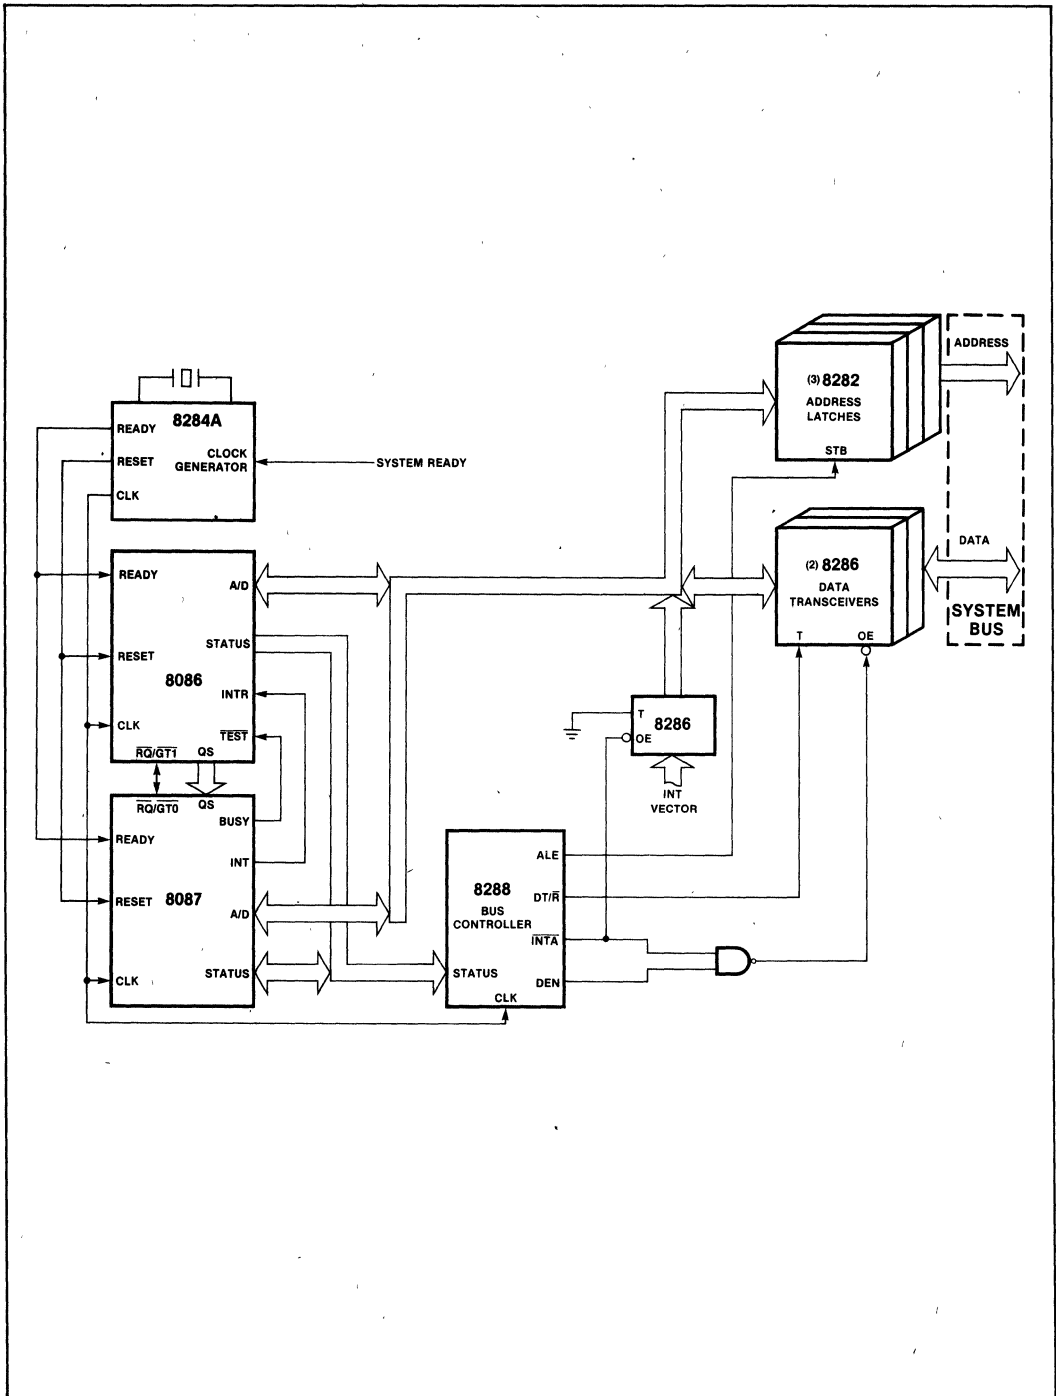 8284A
READY
RESET
CLK
CLOCK
GENERATOR
SYSTEM READY
READY
RESET
CLK
8086
A/D
STATUS
INTR
TEST
RQ/GT1
QS
RQ/GT0
QS
BUSY
READY
INT
RESET
8087
A/D
STATUS
CLK
(3) 8282
ADDRESS
LATCHES
STB
ADDRESS
(2) 8286
DATA
TRANSCEIVERS
T
OE
DATA
SYSTEM
BUS
T
8286
OE
INT
VECTOR
8288
BUS
CONTROLLER
ALE
DT/R
INTA
STATUS
DEN
CLK